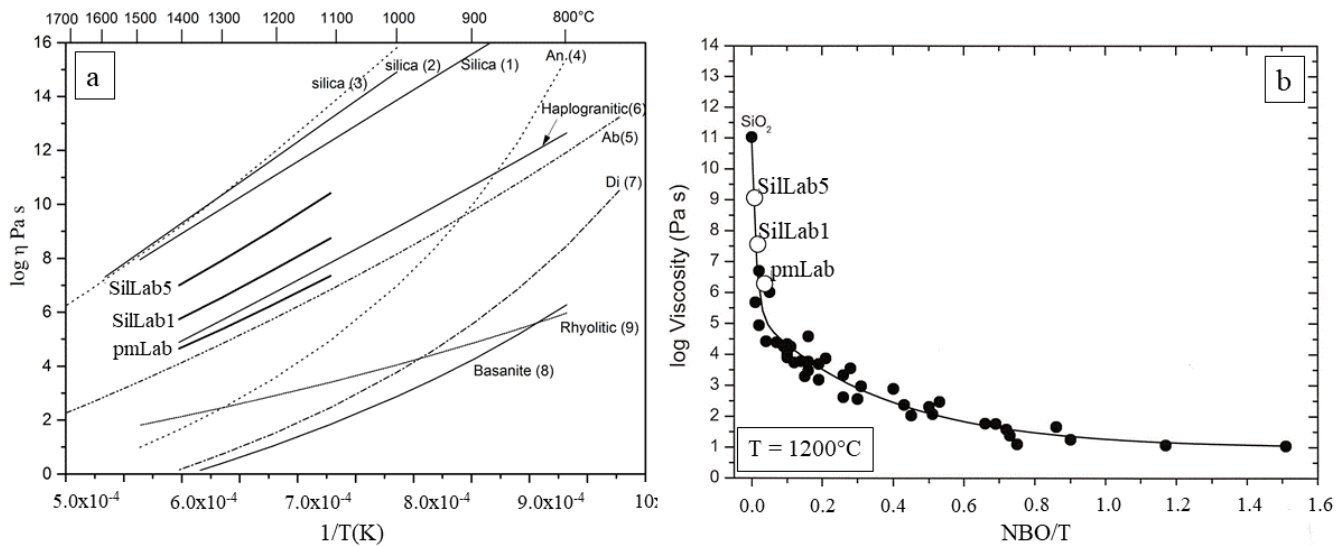 1700 1600 1500 1400 1300 1200 1100 1000 900 800°C
16
14
12
10
8
6
4
2
0
a
silica (3)
silica (2)
Silica (1)
An.(4)
Haplogranitic(6)
Ab(5)
Di (7)
SilLab5
SilLab1
pmLab
Rhyolitic (9)
Basanite (8)
log η Pa s
5.0x10⁻⁴ 6.0x10⁻⁴ 7.0x10⁻⁴ 8.0x10⁻⁴ 9.0x10⁻⁴ 10
1/T(K)
14
13
12
11
10
9
8
7
6
5
4
3
2
1
0
b
SiO₂
SilLab5
SilLab1
pmLab
T = 1200°C
log Viscosity (Pa s)
0.0 0.2 0.4 0.6 0.8 1.0 1.2 1.4 1.6
NBO/T